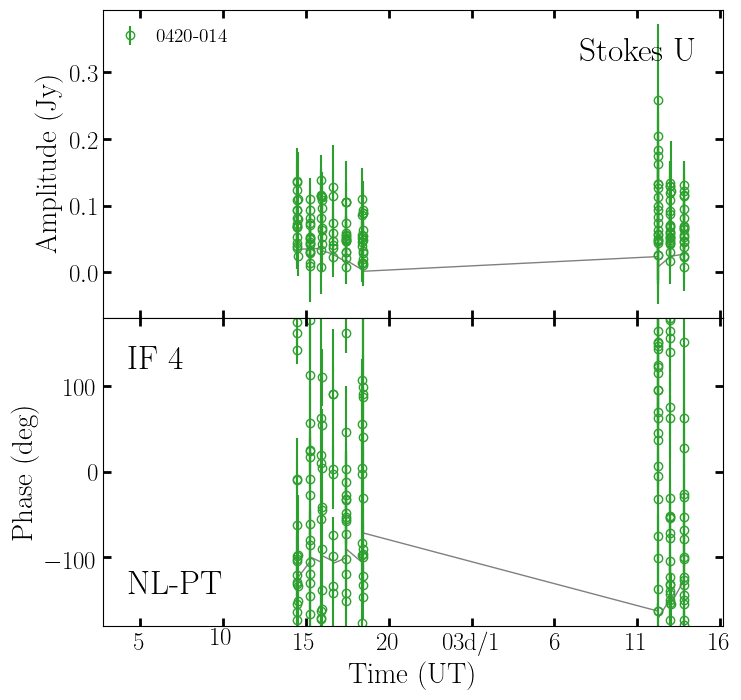 0420-014
Stokes U
Amplitude (Jy)
0.3
0.2
0.1
0.0
IF 4
Phase (deg)
100
0
−100
NL-PT
5
10
15
20
03d/1
6
11
16
Time (UT)